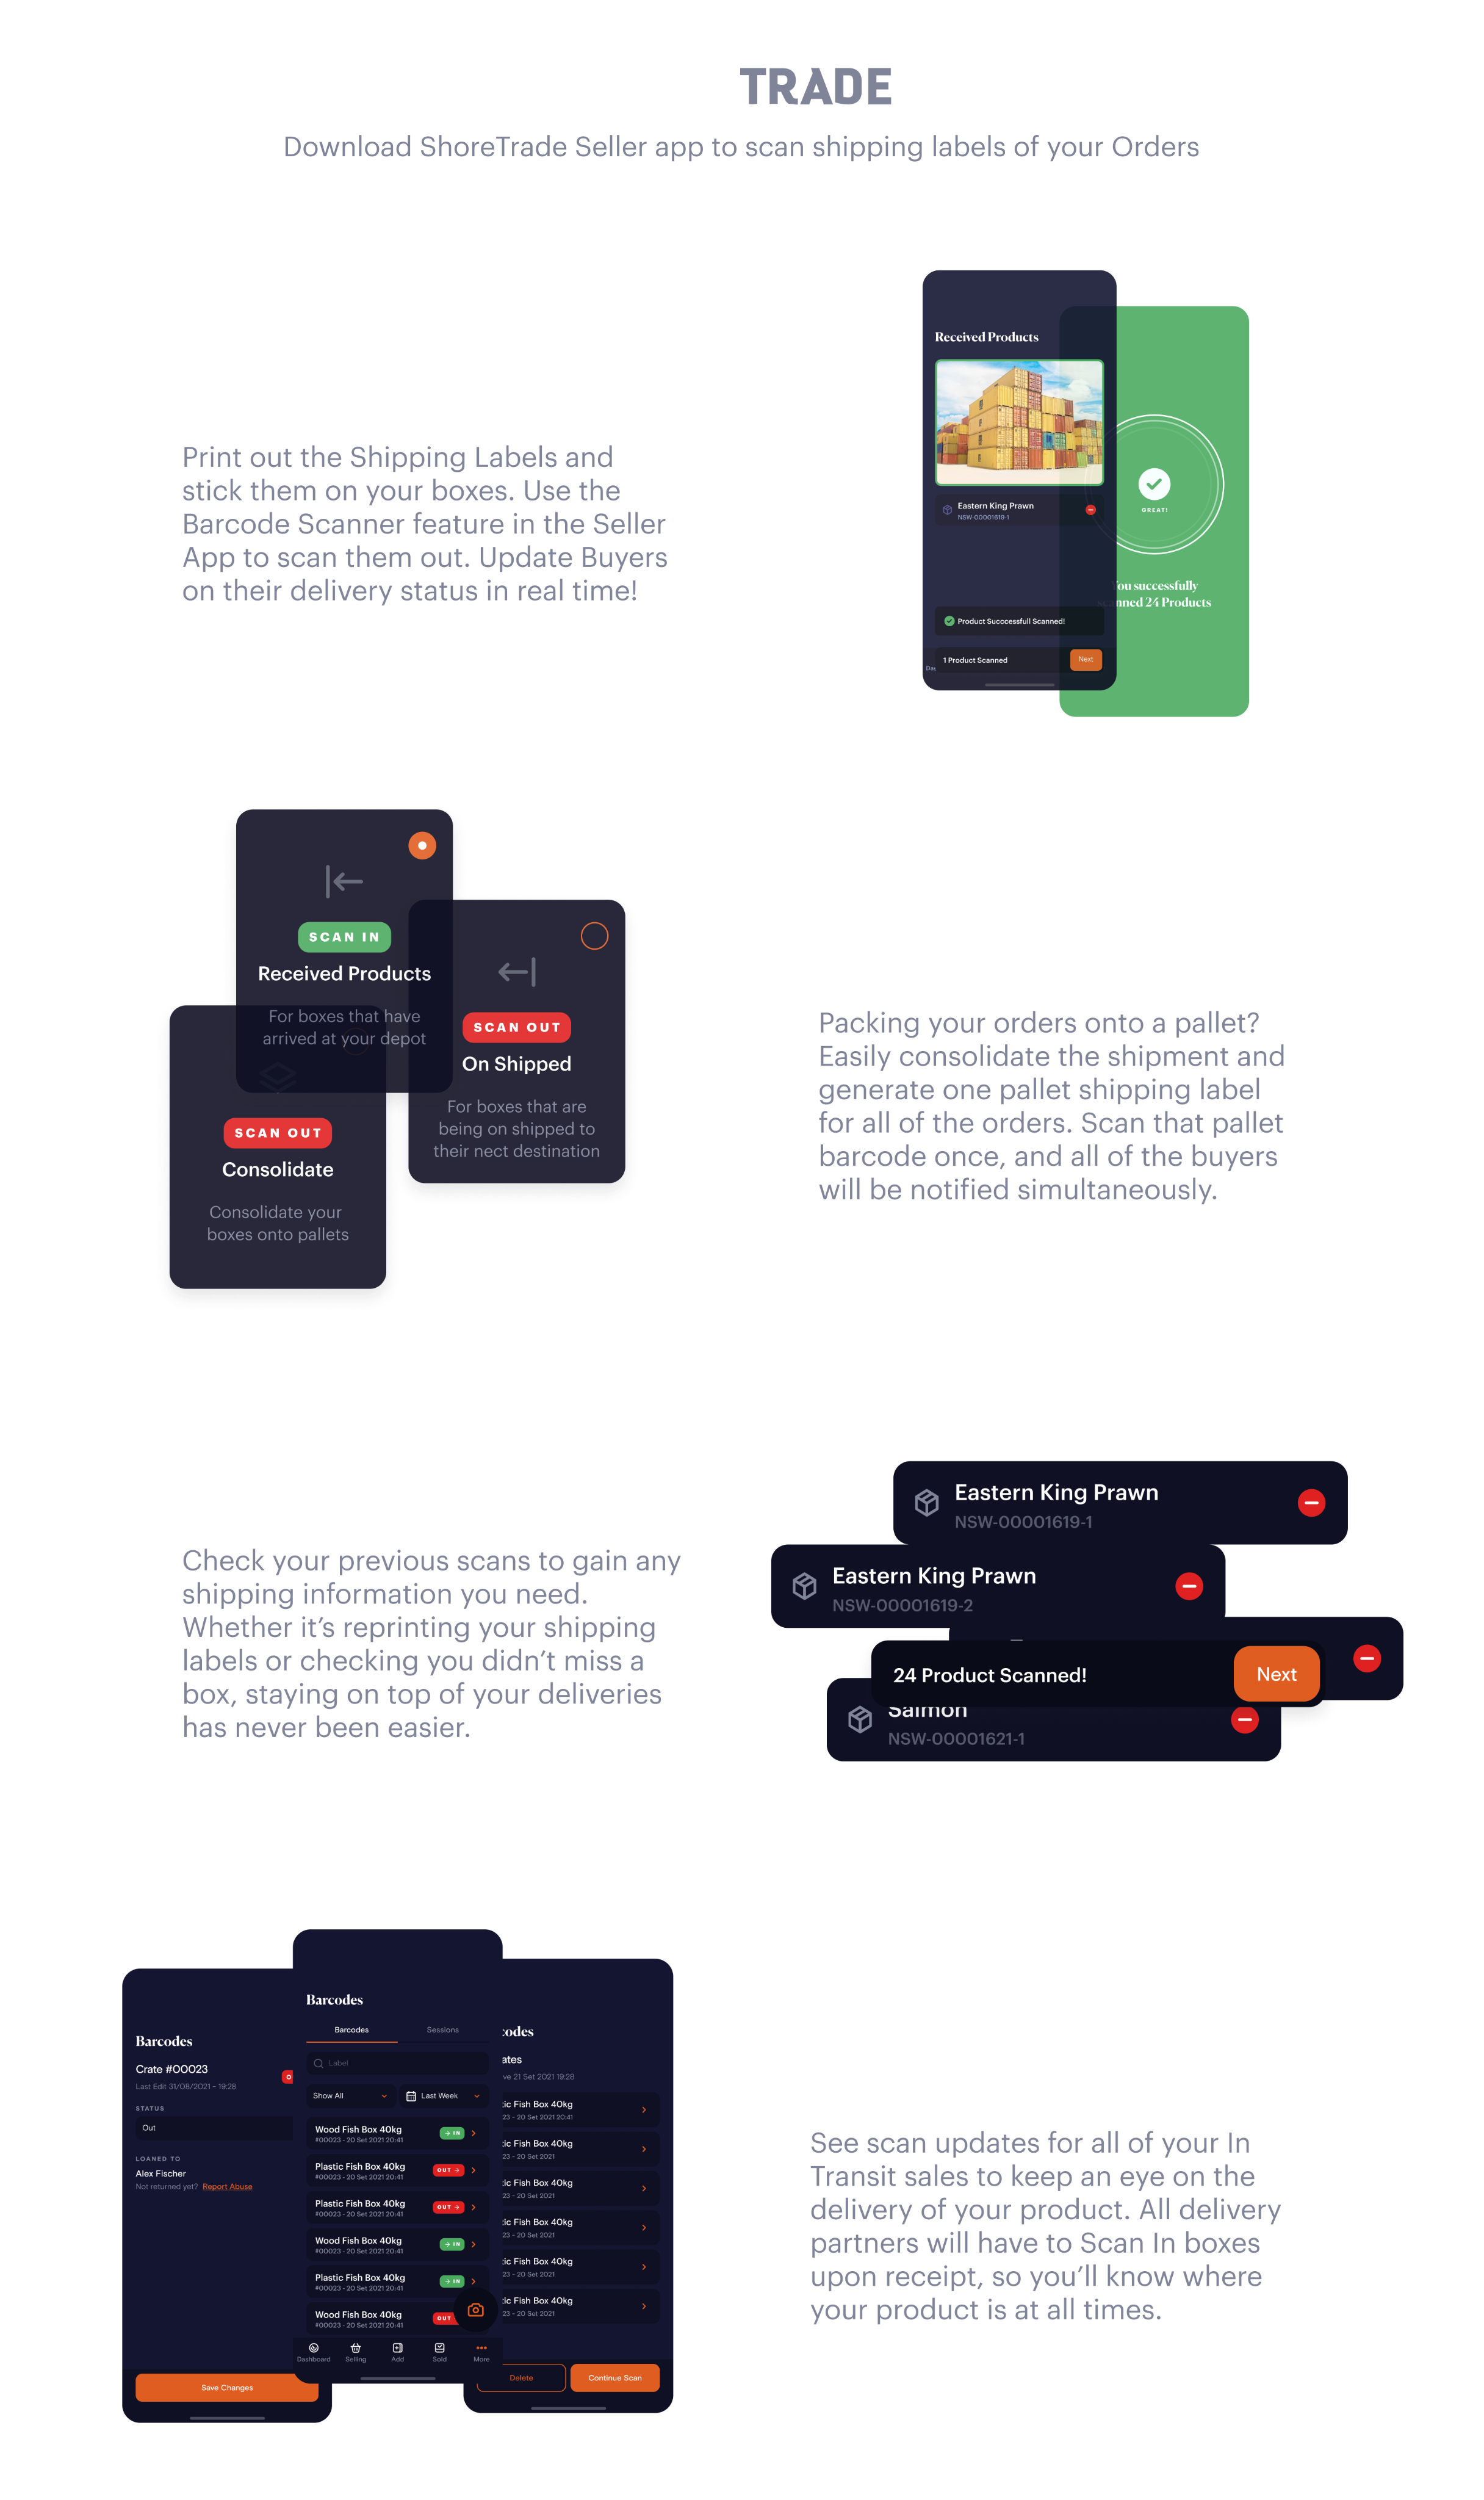 TRADE
Download ShoreTrade Seller app to scan shipping labels of your Orders
Print out the Shipping Labels and
stick them on your boxes. Use the
Barcode Scanner feature in the Seller
App to scan them out. Update Buyers
on their delivery status in real time!
Received Products
Eastern King Prawn
NSW-00001619-1
Product Succcessfull Scanned!
1 Product Scanned
Next
GREAT!
You successfully
scanned 24 Products
SCAN IN
Received Products
For boxes that have
arrived at your depot
SCAN OUT
On Shipped
For boxes that are
being on shipped to
their nect destination
SCAN OUT
Consolidate
Consolidate your
boxes onto pallets
Packing your orders onto a pallet?
Easily consolidate the shipment and
generate one pallet shipping label
for all of the orders. Scan that pallet
barcode once, and all of the buyers
will be notified simultaneously.
Check your previous scans to gain any
shipping information you need.
Whether it’s reprinting your shipping
labels or checking you didn’t miss a
box, staying on top of your deliveries
has never been easier.
Eastern King Prawn
NSW-00001619-1
Eastern King Prawn
NSW-00001619-2
24 Product Scanned!
Next
Salmon
NSW-00001621-1
Barcodes
Crate #00023
Last Edit 31/08/2021 - 19:28
STATUS
Out
LOANED TO
Alex Fischer
Not returned yet? Report Abuse
Save Changes
Barcodes
Barcodes
Sessions
Label
Show All
Last Week
Wood Fish Box 40kg
IN
#00023 - 20 Set 2021 20:41
Plastic Fish Box 40kg
OUT
#00023 - 20 Set 2021 20:41
Plastic Fish Box 40kg
OUT
#00023 - 20 Set 2021 20:41
Wood Fish Box 40kg
IN
#00023 - 20 Set 2021 20:41
Plastic Fish Box 40kg
IN
#00023 - 20 Set 2021 20:41
Wood Fish Box 40kg
OUT
#00023 - 20 Set 2021 20:41
Dashboard
Selling
Add
Sold
More
codes
ates
ve 21 Set 2021 19:28
tic Fish Box 40kg
23 - 20 Set 2021 20:41
tic Fish Box 40kg
23 - 20 Set 2021
tic Fish Box 40kg
23 - 20 Set 2021
tic Fish Box 40kg
23 - 20 Set 2021
tic Fish Box 40kg
23 - 20 Set 2021
tic Fish Box 40kg
23 - 20 Set 2021
Delete
Continue Scan
See scan updates for all of your In
Transit sales to keep an eye on the
delivery of your product. All delivery
partners will have to Scan In boxes
upon receipt, so you’ll know where
your product is at all times.